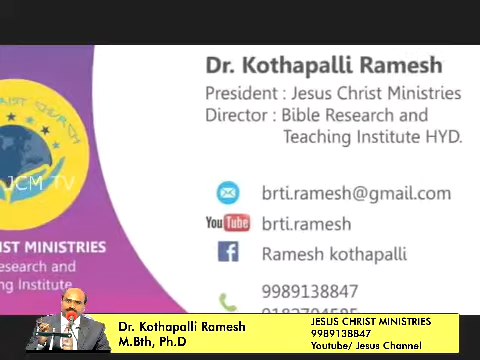 Dr. Kothapalli Ramesh
President : Jesus Christ Ministries
Director : Bible Research and
Teaching Institute HYD.
CHURCH
JCM TV
IST MINISTRIES
esearch and
ng Institute
brti.ramesh@gmail.com
YouTube brti.ramesh
f Ramesh kothapalli
9989138847
Dr. Kothapalli Ramesh
M.Bth, Ph.D
JESUS CHRIST MINISTRIES
9989138847
Youtube/ Jesus Channel